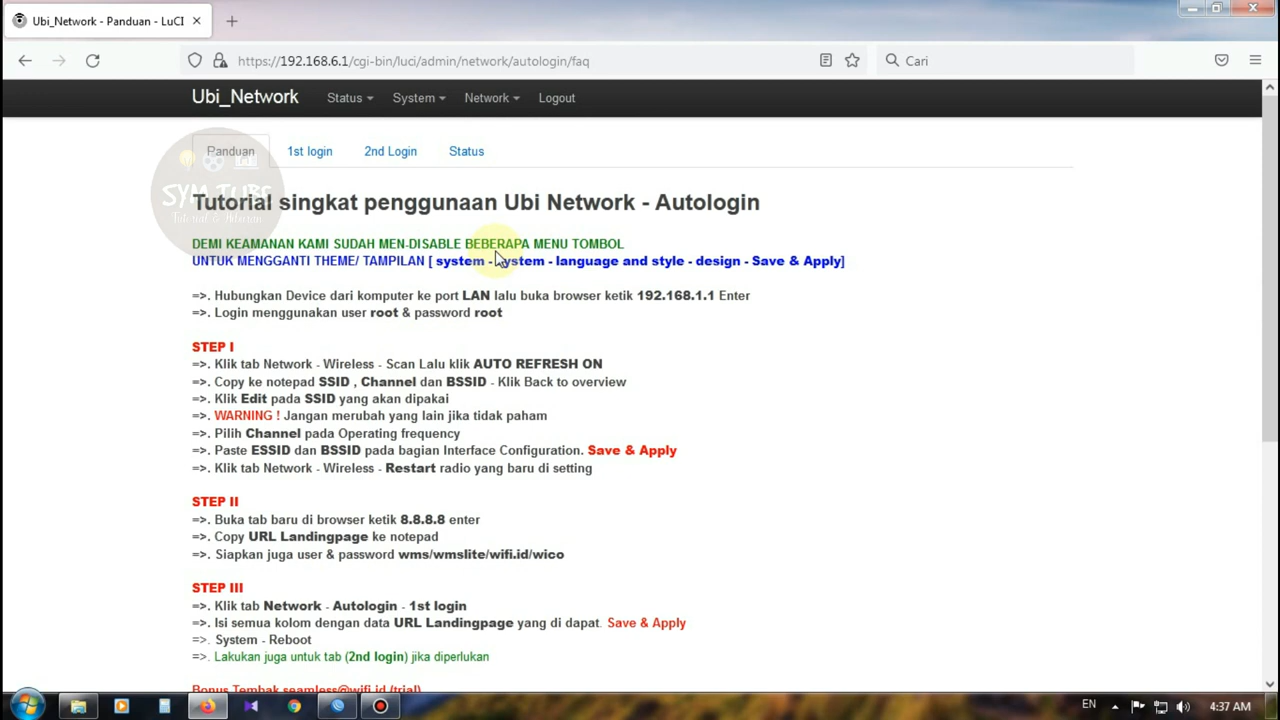 Ubi_Network - Panduan - LuCI
https://192.168.6.1/cgi-bin/luci/admin/network/autologin/faq
Cari
Ubi_Network Status System Network Logout
Panduan 1st login 2nd Login Status
SYM TUBE
Tutorial & Hiburan
Tutorial singkat penggunaan Ubi Network - Autologin
DEMI KEAMANAN KAMI SUDAH MEN-DISABLE BEBERAPA MENU TOMBOL
UNTUK MENGGANTI THEME/ TAMPILAN [ system - system - language and style - design - Save & Apply]
=>. Hubungkan Device dari komputer ke port LAN lalu buka browser ketik 192.168.1.1 Enter
=>. Login menggunakan user root & password root
STEP I
=>. Klik tab Network - Wireless - Scan Lalu klik AUTO REFRESH ON
=>. Copy ke notepad SSID , Channel dan BSSID - Klik Back to overview
=>. Klik Edit pada SSID yang akan dipakai
=>. WARNING ! Jangan merubah yang lain jika tidak paham
=>. Pilih Channel pada Operating frequency
=>. Paste ESSID dan BSSID pada bagian Interface Configuration. Save & Apply
=>. Klik tab Network - Wireless - Restart radio yang baru di setting
STEP II
=>. Buka tab baru di browser ketik 8.8.8.8 enter
=>. Copy URL Landingpage ke notepad
=>. Siapkan juga user & password wms/wmslite/wifi.id/wico
STEP III
=>. Klik tab Network - Autologin - 1st login
=>. Isi semua kolom dengan data URL Landingpage yang di dapat. Save & Apply
=>. System - Reboot
=>. Lakukan juga untuk tab (2nd login) jika diperlukan
Bonus Tembak seamless@wifi.id (trial)
EN 4:37 AM